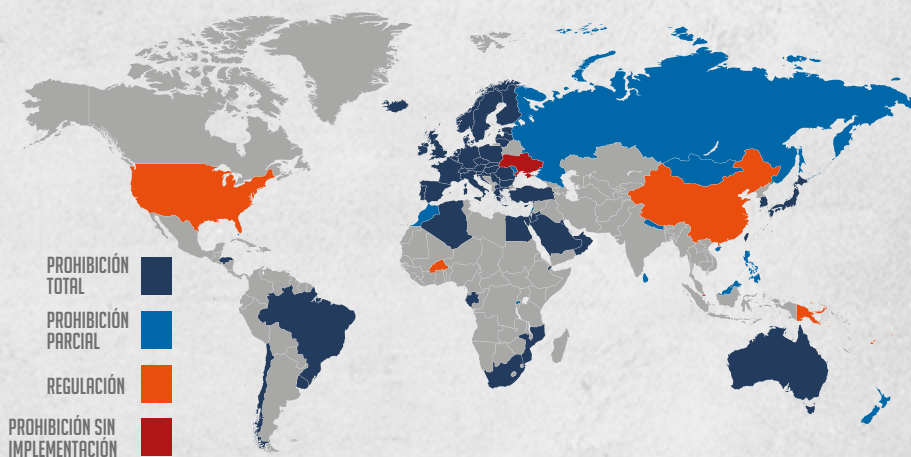 PROHIBICIÓN
TOTAL
PROHIBICIÓN
PARCIAL
REGULACIÓN
PROHIBICIÓN SIN
IMPLEMENTACIÓN